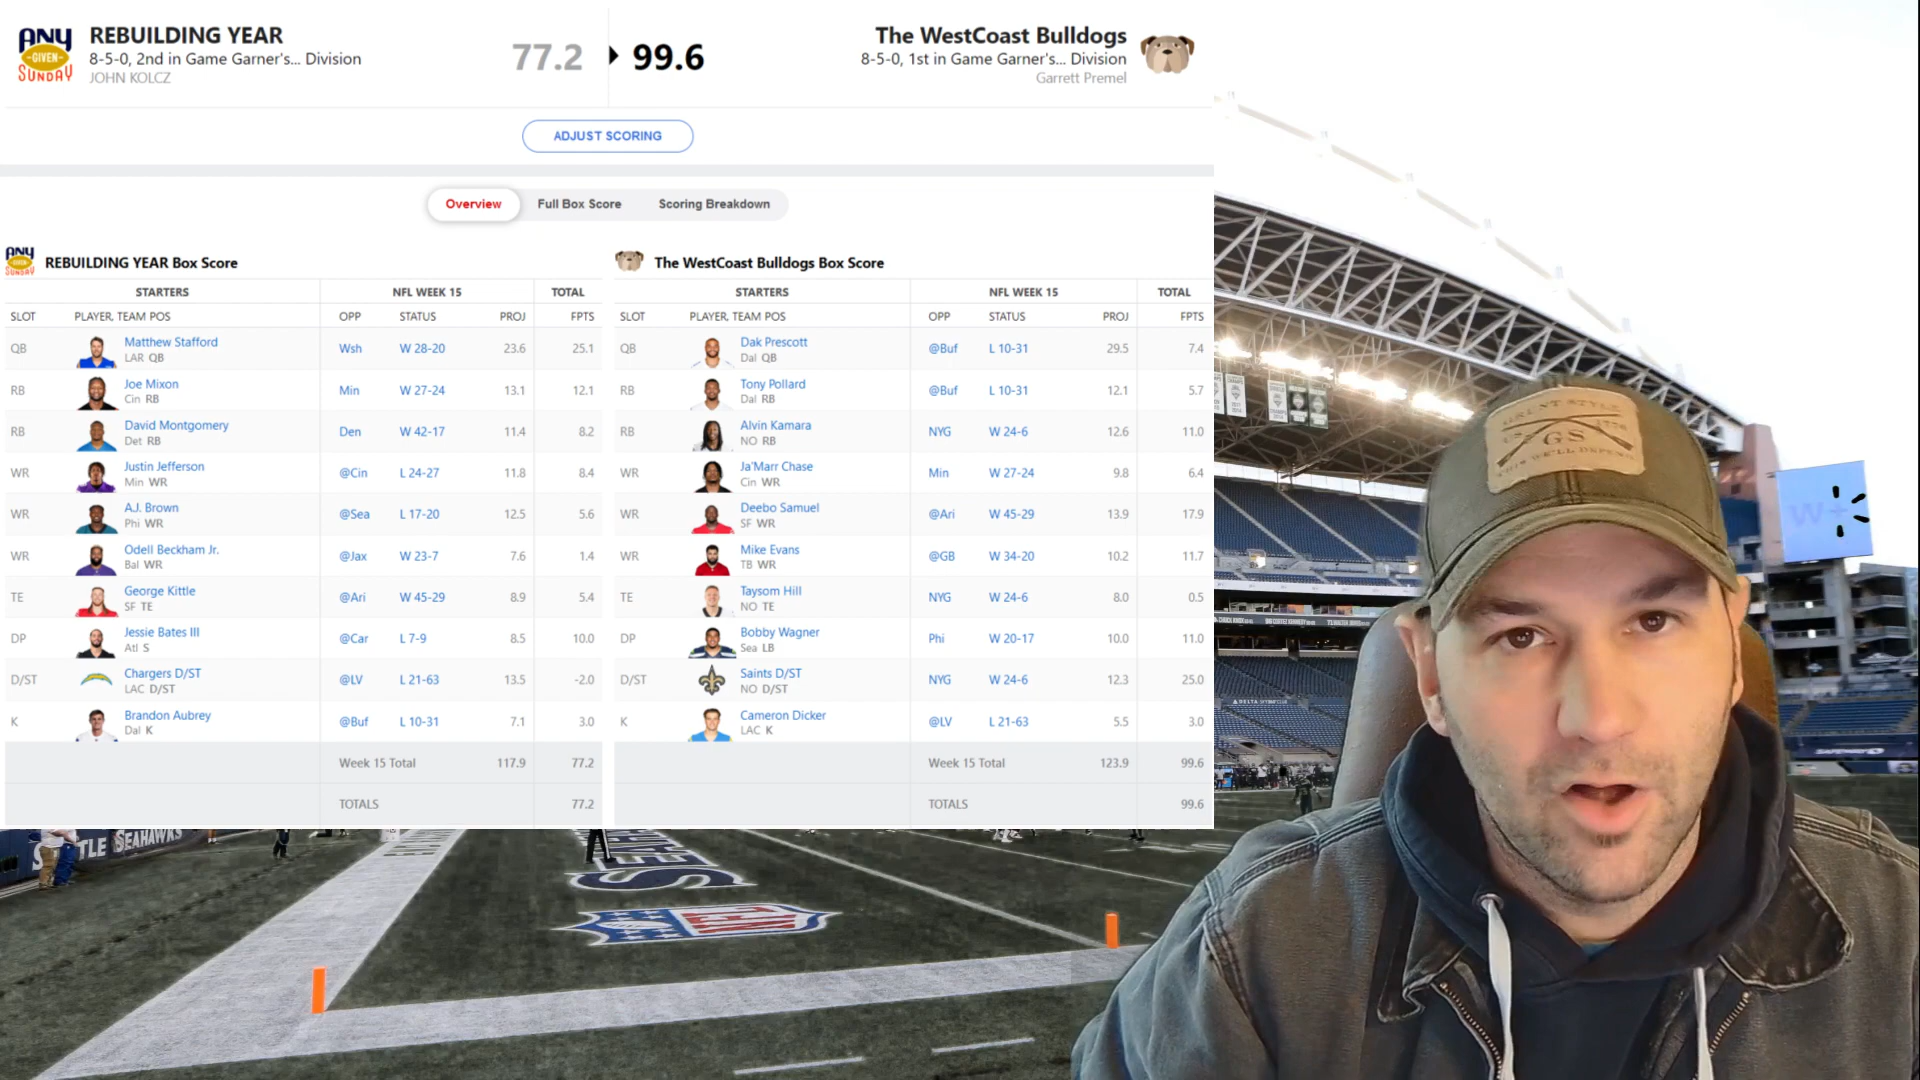 ANY GIVEN SUNDAY
REBUILDING YEAR
8-5-0, 2nd in Game Garner's... Division
JOHN KOLCZ
77.2
99.6
The WestCoast Bulldogs
8-5-0, 1st in Game Garner's... Division
Garrett Premel
ADJUST SCORING
Overview Full Box Score Scoring Breakdown
ANY GIVEN SUNDAY
REBUILDING YEAR Box Score
STARTERS NFL WEEK 15 TOTAL
SLOT PLAYER, TEAM POS OPP STATUS PROJ FPTS
QB Matthew Stafford LAR QB Wsh W 28-20 23.6 25.1
RB Joe Mixon Cin RB Min W 27-24 13.1 12.1
RB David Montgomery Det RB Den W 42-17 11.4 8.2
WR Justin Jefferson Min WR @Cin L 24-27 11.8 8.4
WR A.J. Brown Phi WR @Sea L 17-20 12.5 5.6
WR Odell Beckham Jr. Bal WR @Jax W 23-7 7.6 1.4
TE George Kittle SF TE @Ari W 45-29 8.9 5.4
DP Jessie Bates III Atl S @Car L 7-9 8.5 10.0
D/ST Chargers D/ST LAC D/ST @LV L 21-63 13.5 -2.0
K Brandon Aubrey Dal K @Buf L 10-31 7.1 3.0
Week 15 Total 117.9 77.2
TOTALS 77.2
The WestCoast Bulldogs Box Score
STARTERS NFL WEEK 15 TOTAL
SLOT PLAYER, TEAM POS OPP STATUS PROJ FPTS
QB Dak Prescott Dal QB @Buf L 10-31 29.5 7.4
RB Tony Pollard Dal RB @Buf L 10-31 12.1 5.7
RB Alvin Kamara NO RB NYG W 24-6 12.6 11.0
WR Ja'Marr Chase Cin WR Min W 27-24 9.8 6.4
WR Deebo Samuel SF WR @Ari W 45-29 13.9 17.9
WR Mike Evans TB WR @GB W 34-20 10.2 11.7
TE Taysom Hill NO TE NYG W 24-6 8.0 0.5
DP Bobby Wagner Sea LB Phi W 20-17 10.0 11.0
D/ST Saints D/ST NO D/ST NYG W 24-6 12.3 25.0
K Cameron Dicker LAC K @LV L 21-63 5.5 3.0
Week 15 Total 123.9 99.6
TOTALS 99.6
GRUNT STYLE
GS
THIS WE'LL DEFEND
DELTA
SAFEWAY
SEAHAWKS
NFL